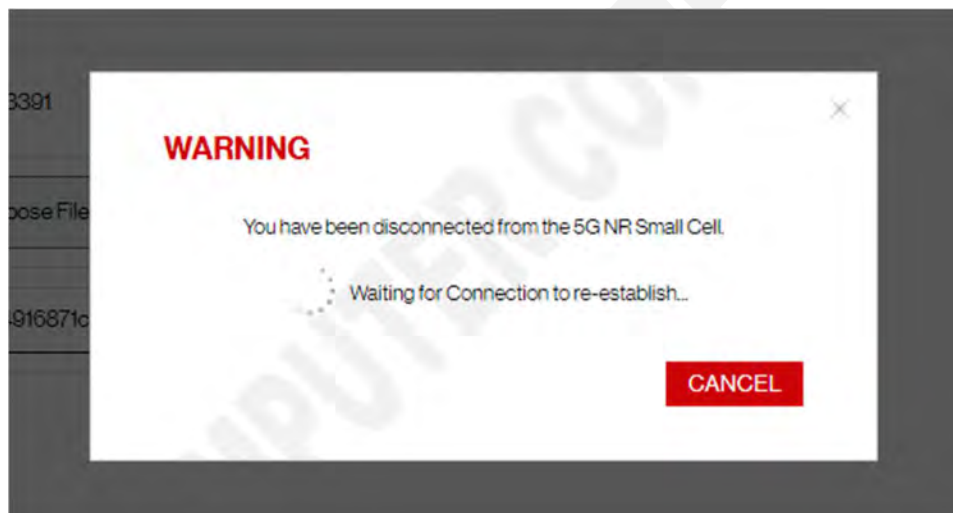 3391
WARNING
You have been disconnected from the 5G NR Small Cell.
oose File
Waiting for Connection to re-establish...
4916871c
CANCEL